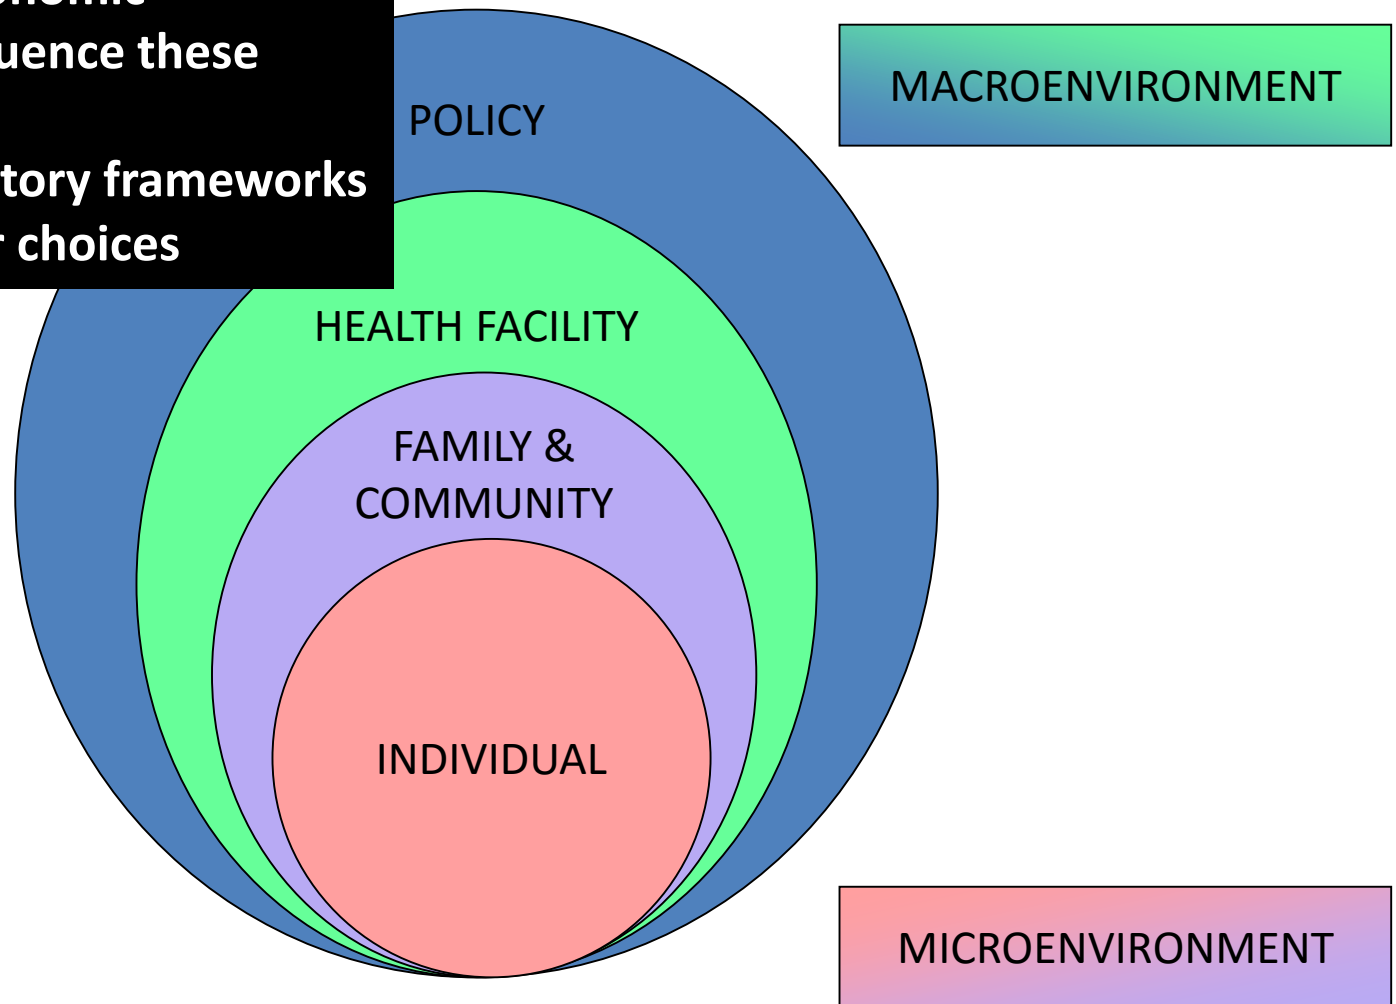 uence these
tory frameworks
choices
POLICY
HEALTH FACILITY
FAMILY &
COMMUNITY
INDIVIDUAL
MACROENVIRONMENT
MICROENVIRONMENT